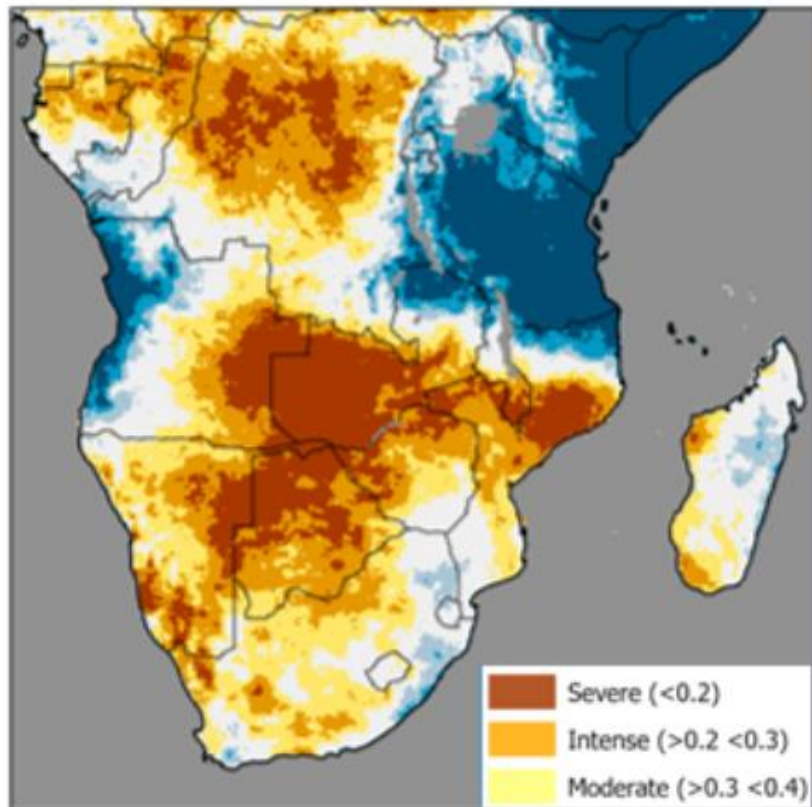 Severe (<0.2)
Intense (>0.2 <0.3)
Moderate (>0.3 <0.4)